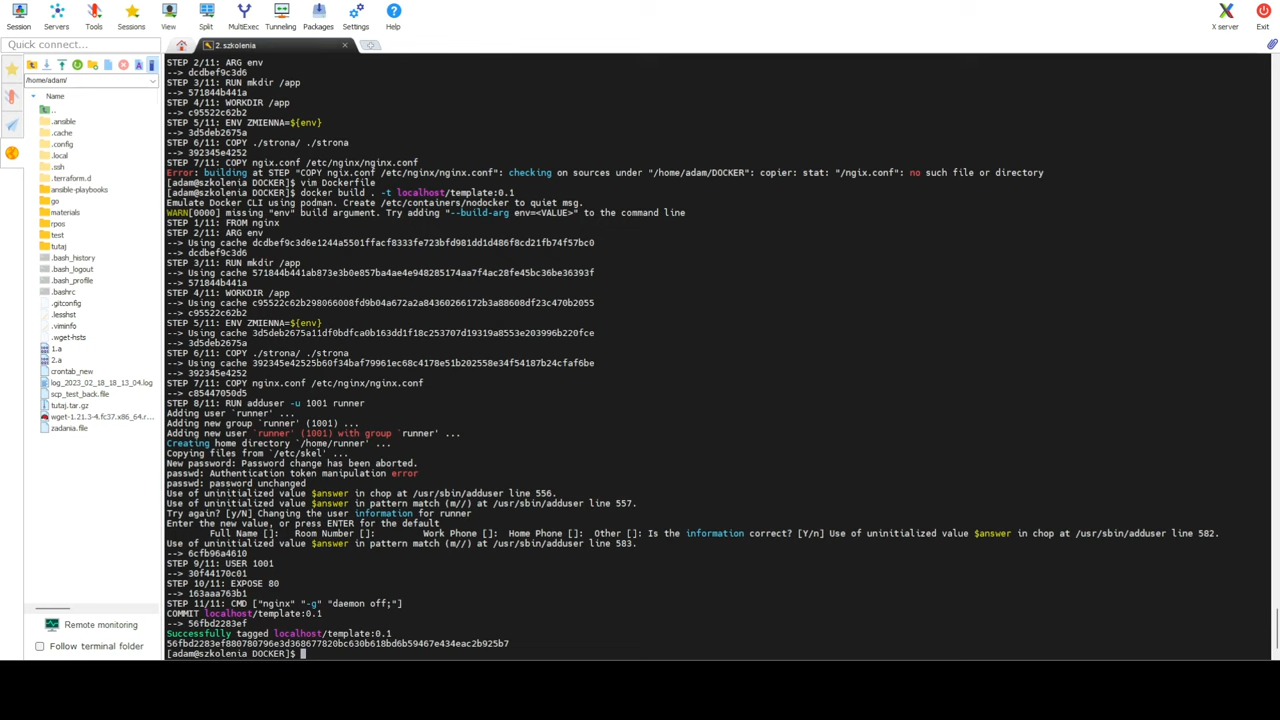 Session Servers Tools Sessions View Split MultiExec Tunneling Packages Settings Help X server Exit
Quick connect...
2. szkolenia
/home/adam/
Name
..
.ansible
.cache
.config
.local
.ssh
.terraform.d
ansible-playbooks
go
materials
rpos
test
tutaj
.bash_history
.bash_logout
.bash_profile
.bashrc
.gitconfig
.lesshst
.viminfo
.wget-hsts
1.a
2.a
crontab_new
log_2023_02_18_18_13_04.log
scp_test_back.file
tutaj.tar.gz
wget-1.21.3-4.fc37.x86_64.r...
zadania.file
Remote monitoring
Follow terminal folder
STEP 2/11: ARG env
--> dcdbef9c3d6
STEP 3/11: RUN mkdir /app
--> 571844b441a
STEP 4/11: WORKDIR /app
--> c95522c62b2
STEP 5/11: ENV ZMIENNA=${env}
--> 3d5deb2675a
STEP 6/11: COPY ./strona/ ./strona
--> 392345e4252
STEP 7/11: COPY ngix.conf /etc/nginx/nginx.conf
Error: building at STEP "COPY ngix.conf /etc/nginx/nginx.conf": checking on sources under "/home/adam/DOCKER": copier: stat: "/ngix.conf": no such file or directory
[adam@szkolenia DOCKER]$ vim Dockerfile
[adam@szkolenia DOCKER]$ docker build . -t localhost/template:0.1
Emulate Docker CLI using podman. Create /etc/containers/nodocker to quiet msg.
WARN[0000] missing "env" build argument. Try adding "--build-arg env=<VALUE>" to the command line
STEP 1/11: FROM nginx
STEP 2/11: ARG env
--> Using cache dcdbef9c3d6e1244a5501ffacf8333fe723bfd981dd1d486f8cd21fb74f57bc0
--> dcdbef9c3d6
STEP 3/11: RUN mkdir /app
--> Using cache 571844b441ab873e3b0e857ba4ae4e948285174aa7f4ac28fe45bc36be36393f
--> 571844b441a
STEP 4/11: WORKDIR /app
--> Using cache c95522c62b298066008fd9b04a672a2a84360266172b3a88608df23c470b2055
--> c95522c62b2
STEP 5/11: ENV ZMIENNA=${env}
--> Using cache 3d5deb2675a11df0bdfca0b163dd1f18c253707d19319a8553e203996b220fce
--> 3d5deb2675a
STEP 6/11: COPY ./strona/ ./strona
--> Using cache 392345e42525b60f34baf79961ec68c4178e51b202558e34f54187b24cfaf6be
--> 392345e4252
STEP 7/11: COPY nginx.conf /etc/nginx/nginx.conf
--> c85447050d5
STEP 8/11: RUN adduser -u 1001 runner
Adding user `runner' ...
Adding new group `runner' (1001) ...
Adding new user `runner' (1001) with group `runner' ...
Creating home directory `/home/runner' ...
Copying files from `/etc/skel' ...
New password: Password change has been aborted.
passwd: Authentication token manipulation error
passwd: password unchanged
Use of uninitialized value $answer in chop at /usr/sbin/adduser line 556.
Use of uninitialized value $answer in pattern match (m//) at /usr/sbin/adduser line 557.
Try again? [y/N] Changing the user information for runner
Enter the new value, or press ENTER for the default
Full Name []: Room Number []: Work Phone []: Home Phone []: Other []: Is the information correct? [Y/n] Use of uninitialized value $answer in chop at /usr/sbin/adduser line 582.
Use of uninitialized value $answer in pattern match (m//) at /usr/sbin/adduser line 583.
--> 6cfb96a4610
STEP 9/11: USER 1001
--> 30f44170c01
STEP 10/11: EXPOSE 80
--> 163aaa763b1
STEP 11/11: CMD ["nginx" "-g" "daemon off;"]
COMMIT localhost/template:0.1
--> 56fbd2283ef
Successfully tagged localhost/template:0.1
56fbd2283ef880780796e3d368677820bc630b618bd6b59467e434eac2b925b7
[adam@szkolenia DOCKER]$